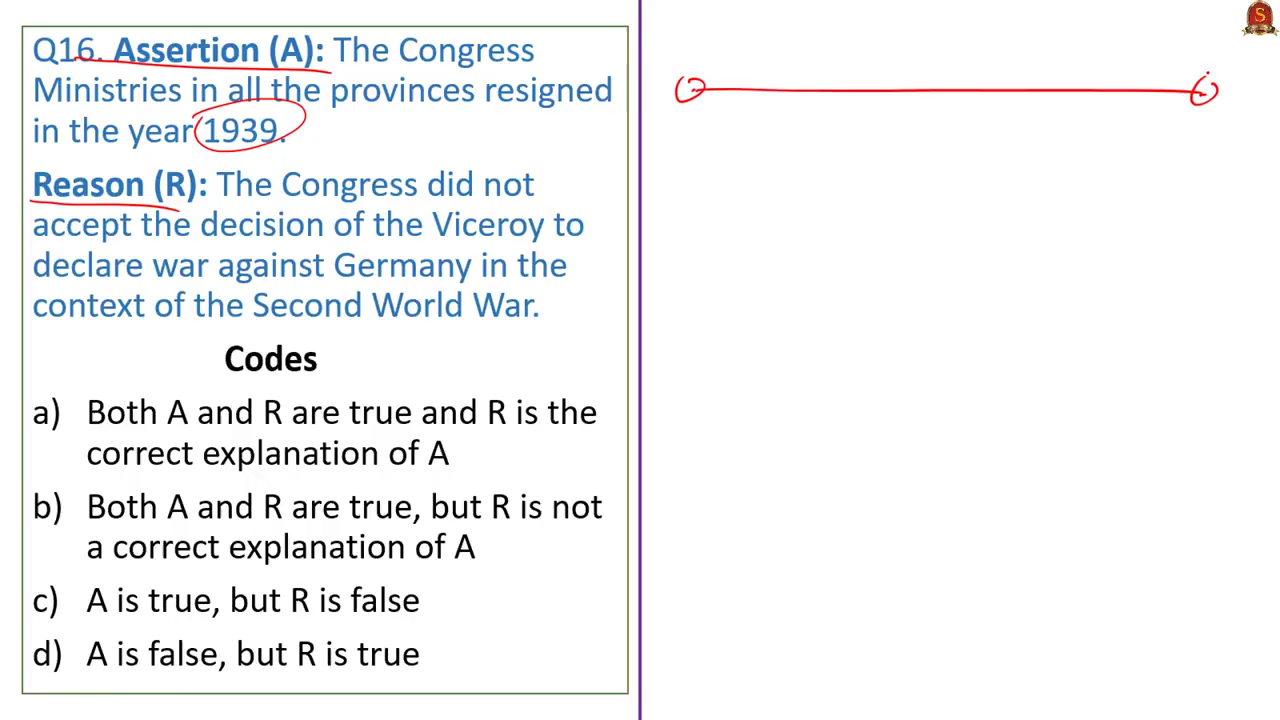 Q16. Assertion (A): The Congress
Ministries in all the provinces resigned
in the year 1939.
Reason (R): The Congress did not
accept the decision of the Viceroy to
declare war against Germany in the
context of the Second World War.
Codes
a) Both A and R are true and R is the
correct explanation of A
b) Both A and R are true, but R is not
a correct explanation of A
c) A is true, but R is false
d) A is false, but R is true
S